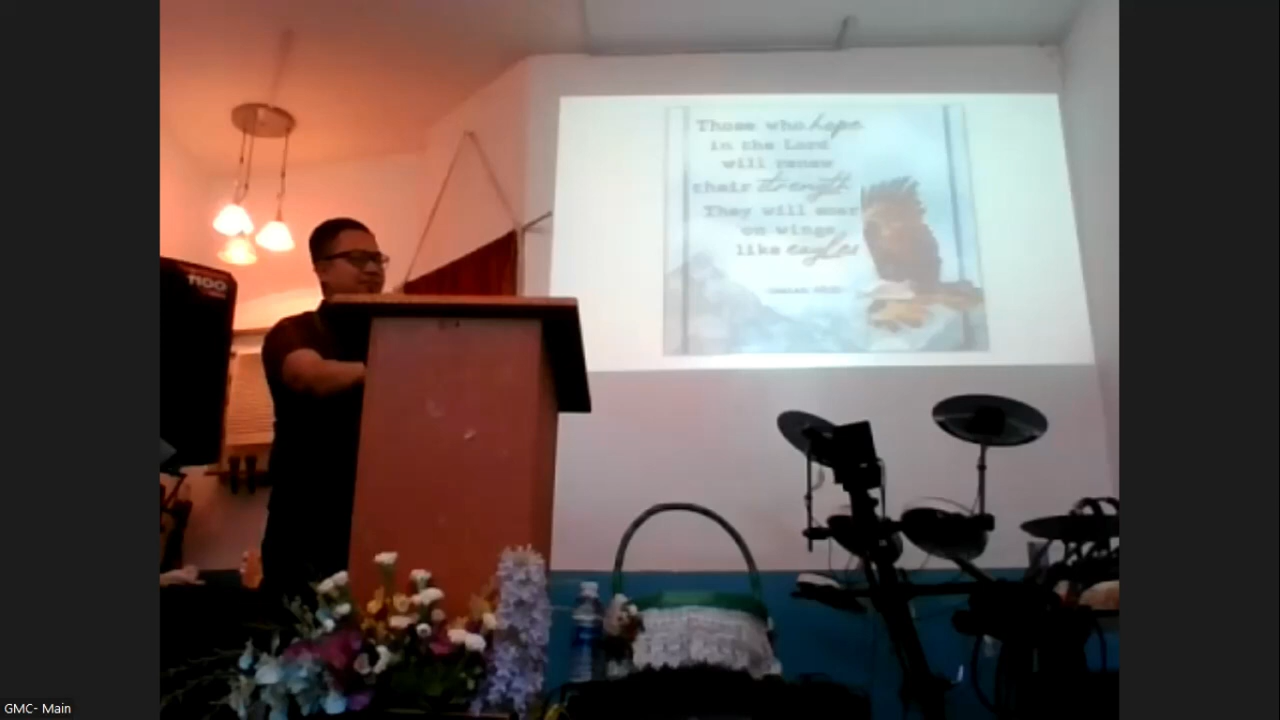 Those who hope
in the Lord
will renew
their strength
They will soar
on wings
like eagles
1100
GMC- Main